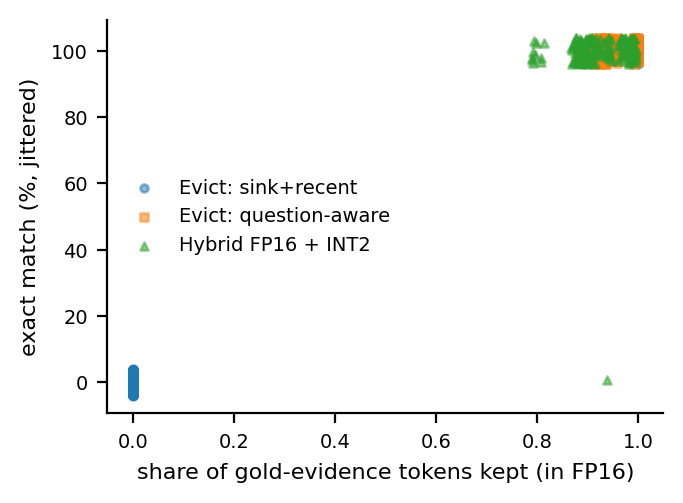 exact match (%, jittered)
100
80
60
40
20
0
Evict: sink+recent
Evict: question-aware
Hybrid FP16 + INT2
0.0 0.2 0.4 0.6 0.8 1.0
share of gold-evidence tokens kept (in FP16)